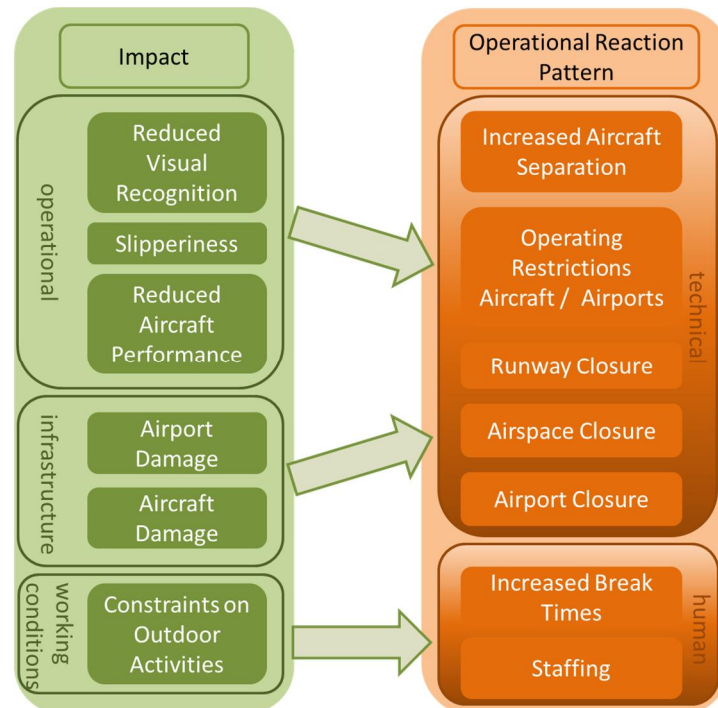 Impact
operational
Reduced
Visual
Recognition
Slipperiness
Reduced
Aircraft
Performance
infrastructure
Airport
Damage
Aircraft
Damage
working
conditions
Constraints on
Outdoor
Activities
Operational Reaction
Pattern
Increased Aircraft
Separation
Operating
Restrictions
Aircraft / Airports
Runway Closure
Airspace Closure
Airport Closure
technical
Increased Break
Times
Staffing
human